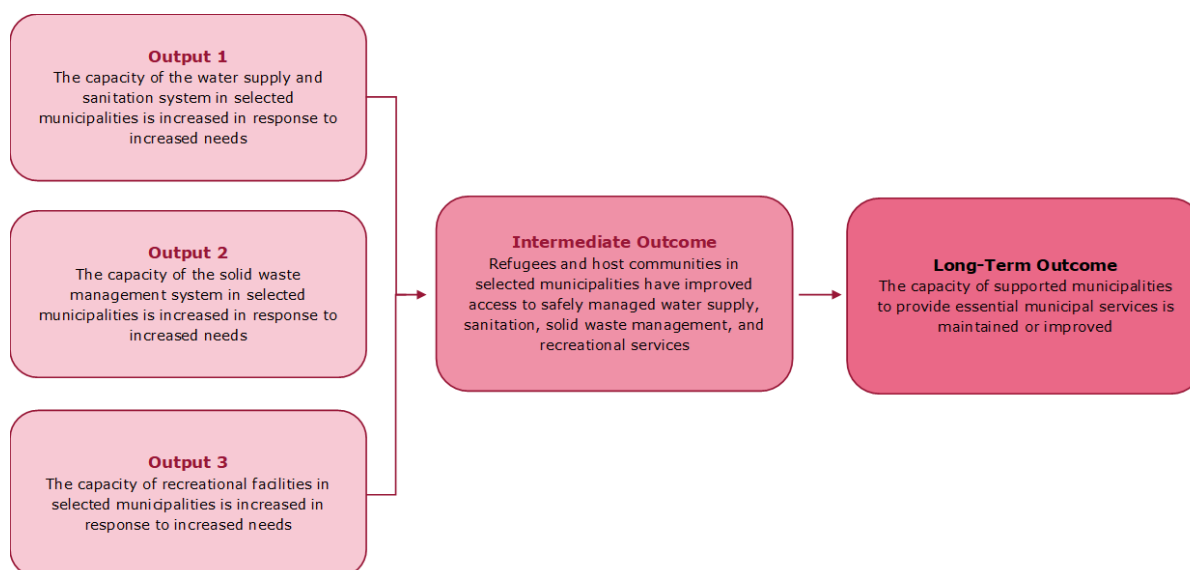 Output 1
The capacity of the water supply and
sanitation system in selected
municipalities is increased in response to
increased needs
Output 2
The capacity of the solid waste
management system in selected
municipalities is increased in response to
increased needs
Output 3
The capacity of recreational facilities in
selected municipalities is increased in
response to increased needs
Intermediate Outcome
Refugees and host communities in
selected municipalities have improved
access to safely managed water supply,
sanitation, solid waste management, and
recreational services
Long-Term Outcome
The capacity of supported municipalities
to provide essential municipal services is
maintained or improved